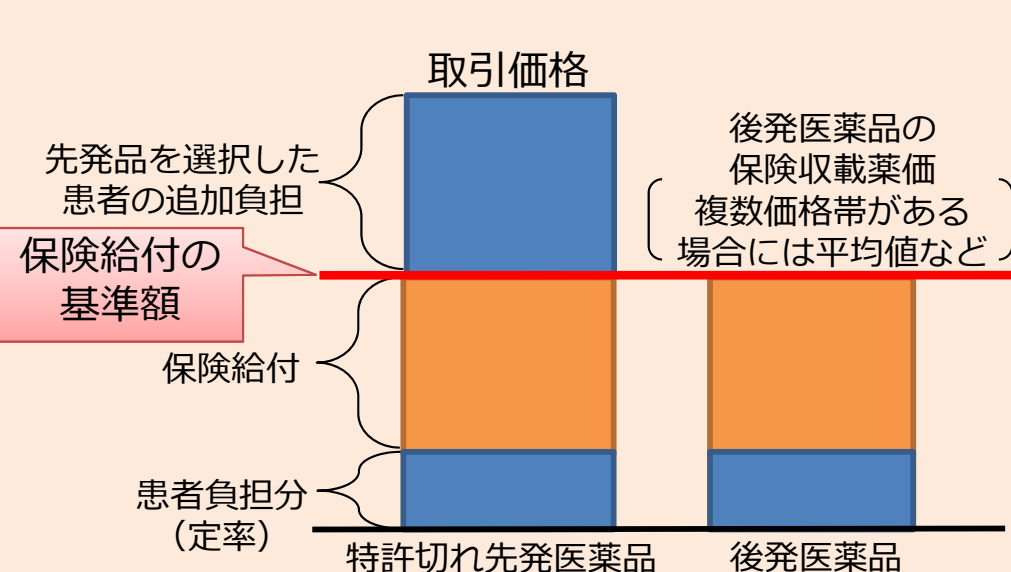 取引価格
先発品を選択した
患者の追加負担
後発医薬品の
保険収載薬価
複数価格帯がある
場合には平均値など
保険給付の
基準額
保険給付
患者負担分
（定率）
特許切れ先発医薬品
後発医薬品